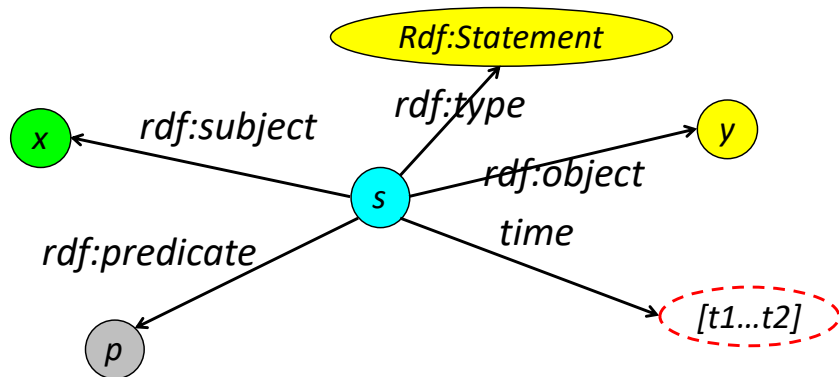 Rdf:Statement
rdf:type
rdf:subject
x
y
rdf:object
s
time
rdf:predicate
[t1...t2]
p